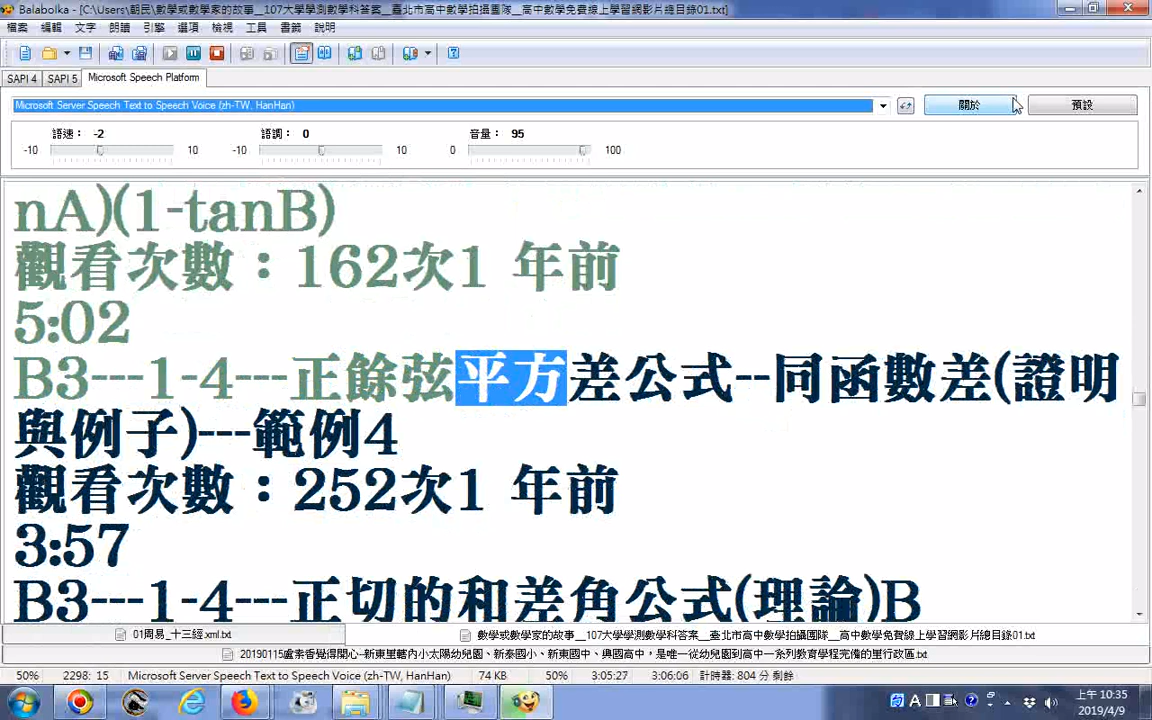 Balabolka - [C:\Users\朝民\數學或數學家的故事__107大學學測數學科答案__臺北市高中數學拍攝團隊__高中數學免費線上學習網影片總目錄01.txt]
檔案 編輯 文字 朗讀 引擎 選項 檢視 工具 書籤 說明
SAPI 4 SAPI 5 Microsoft Speech Platform
Microsoft Server Speech Text to Speech Voice (zh-TW, HanHan) 關於 預設
語速： -2 語調： 0 音量： 95
-10 10 -10 10 0 100
nA)(1-tanB)
觀看次數：162次1 年前
5:02
B3---1-4---正餘弦平方差公式--同函數差(證明
與例子)---範例4
觀看次數：252次1 年前
3:57
B3---1-4---正切的和差角公式(理論)B
01周易_十三經.xml.txt 數學或數學家的故事__107大學學測數學科答案__臺北市高中數學拍攝團隊__高中數學免費線上學習網影片總目錄01.txt
20190115盧素香覺得開心--新東里轄內小太陽幼兒園、新泰國小、新東國中、興國高中，是唯一從幼兒園到高中一系列教育學程完備的里行政區.txt
50% 2298: 15 Microsoft Server Speech Text to Speech Voice (zh-TW, HanHan) 74 KB 50% 3:05:27 3:06:06 計時器: 804 分 剩餘
上午 10:35
2019/4/9